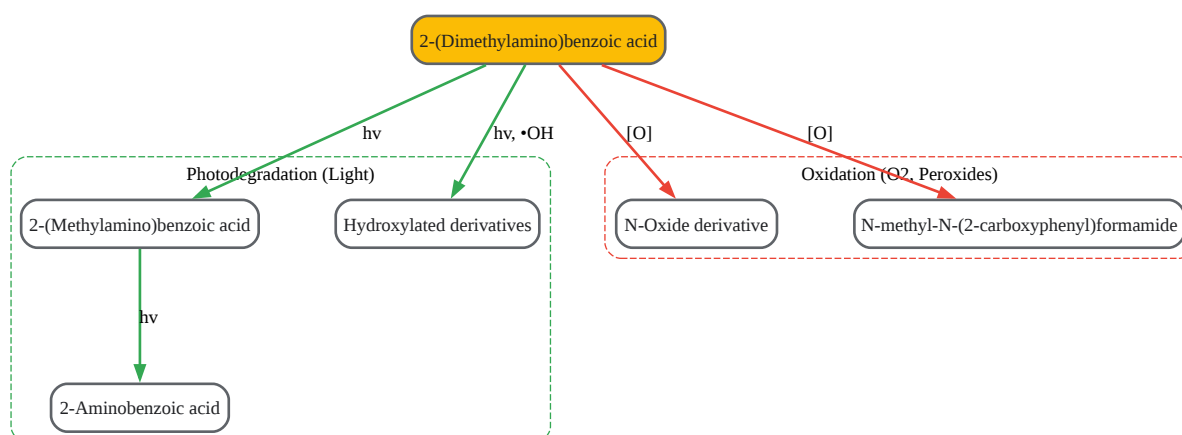 2-(Dimethylamino)benzoic acid
hv
hv, •OH
[O]
[O]
Photodegradation (Light)
Oxidation (O2, Peroxides)
2-(Methylamino)benzoic acid
Hydroxylated derivatives
N-Oxide derivative
N-methyl-N-(2-carboxyphenyl)formamide
hv
2-Aminobenzoic acid